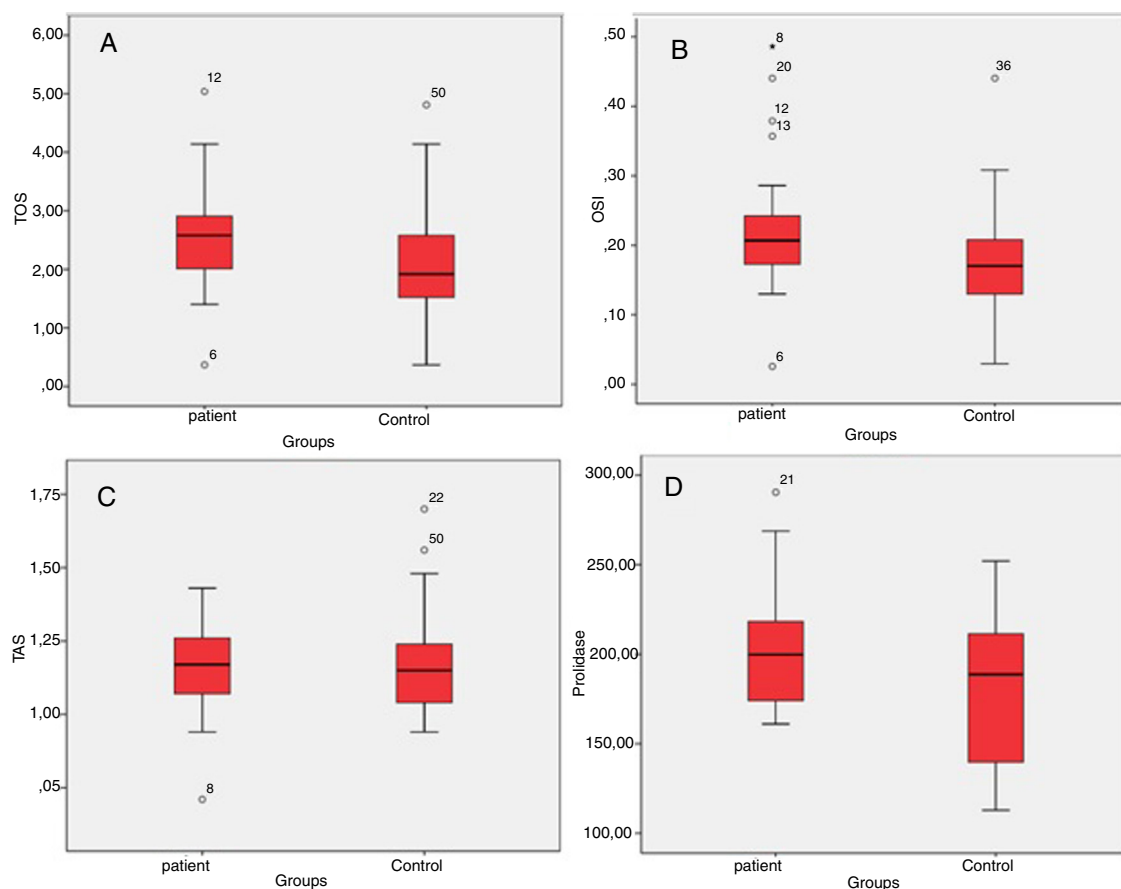 A
6,00
5,00
4,00
3,00
2,00
1,00
,00
TOS
12
6
50
patient
Control
Groups
B
,50
,40
,30
,20
,10
,00
OSI
8
20
12
13
6
36
patient
Control
Groups
C
1,75
1,50
1,25
1,00
,05
TAS
8
22
50
patient
Control
Groups
D
300,00
250,00
200,00
150,00
100,00
Prolidase
21
patient
Control
Groups